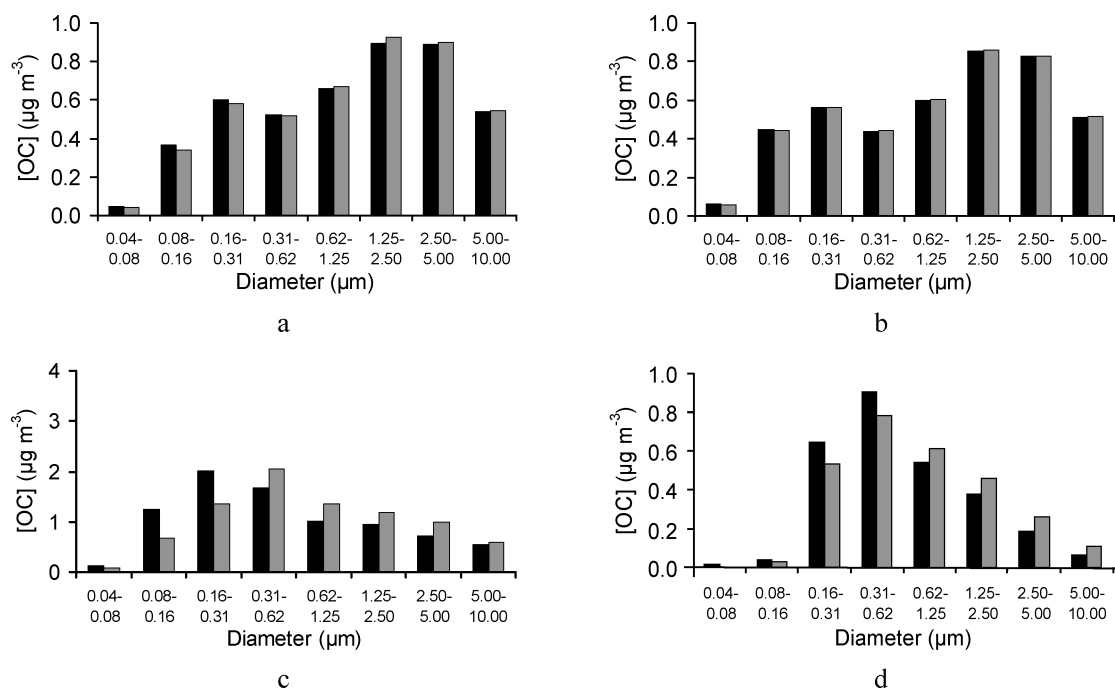 [OC] (µg m-3)
1.0
0.8
0.6
0.4
0.2
0.0
0.04- 0.08- 0.16- 0.31- 0.62- 1.25- 2.50- 5.00-
0.08 0.16 0.31 0.62 1.25 2.50 5.00 10.00
Diameter (µm)
a
[OC] (µg m-3)
1.0
0.8
0.6
0.4
0.2
0.0
0.04- 0.08- 0.16- 0.31- 0.62- 1.25- 2.50- 5.00-
0.08 0.16 0.31 0.62 1.25 2.50 5.00 10.00
Diameter (µm)
b
[OC] (µg m-3)
4
3
2
1
0
0.04- 0.08- 0.16- 0.31- 0.62- 1.25- 2.50- 5.00-
0.08 0.16 0.31 0.62 1.25 2.50 5.00 10.00
Diameter (µm)
c
[OC] (µg m-3)
1.0
0.8
0.6
0.4
0.2
0.0
0.04- 0.08- 0.16- 0.31- 0.62- 1.25- 2.50- 5.00-
0.08 0.16 0.31 0.62 1.25 2.50 5.00 10.00
Diameter (µm)
d